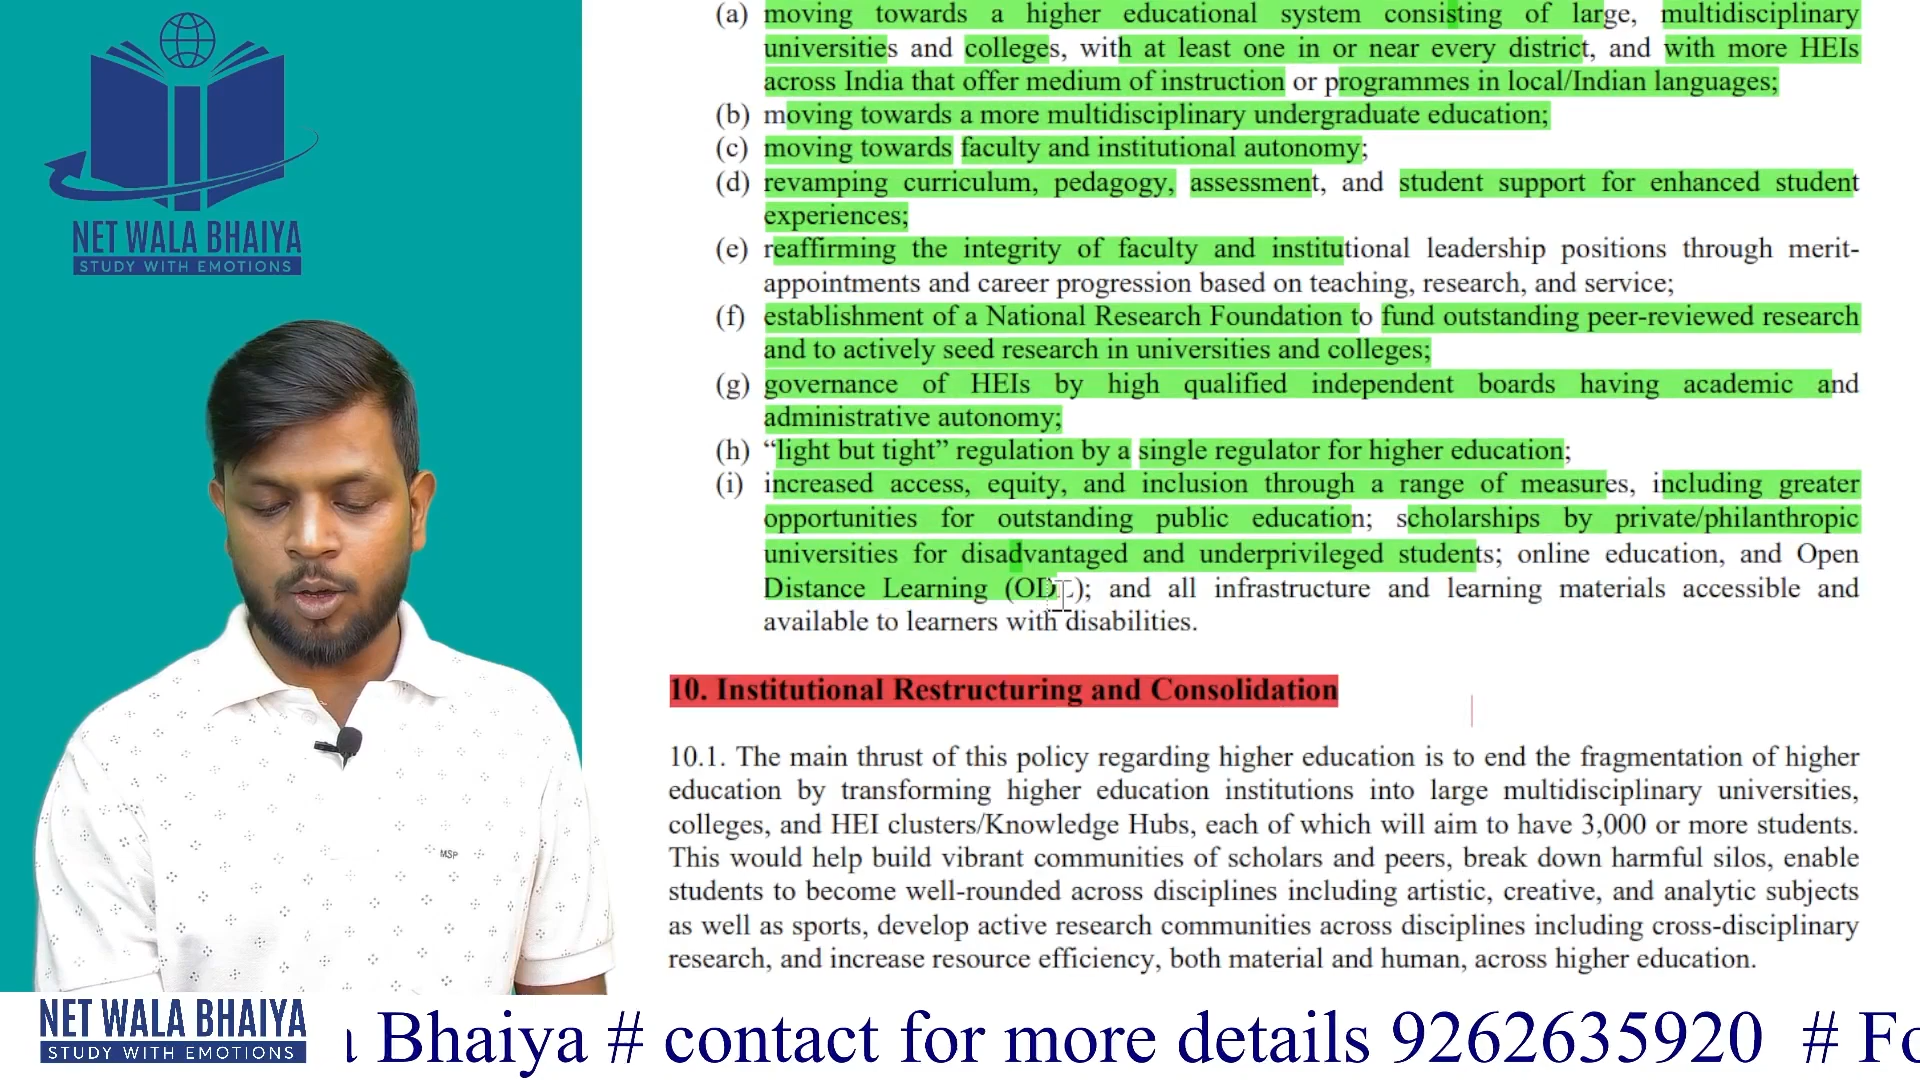 NET WALA BHAIYA
STUDY WITH EMOTIONS
(a) moving towards a higher educational system consisting of large, multidisciplinary
universities and colleges, with at least one in or near every district, and with more HEIs
across India that offer medium of instruction or programmes in local/Indian languages;
(b) moving towards a more multidisciplinary undergraduate education;
(c) moving towards faculty and institutional autonomy;
(d) revamping curriculum, pedagogy, assessment, and student support for enhanced student
experiences;
(e) reaffirming the integrity of faculty and institutional leadership positions through merit-
appointments and career progression based on teaching, research, and service;
(f) establishment of a National Research Foundation to fund outstanding peer-reviewed research
and to actively seed research in universities and colleges;
(g) governance of HEIs by high qualified independent boards having academic and
administrative autonomy;
(h) “light but tight” regulation by a single regulator for higher education;
(i) increased access, equity, and inclusion through a range of measures, including greater
opportunities for outstanding public education; scholarships by private/philanthropic
universities for disadvantaged and underprivileged students; online education, and Open
Distance Learning (ODL); and all infrastructure and learning materials accessible and
available to learners with disabilities.
10. Institutional Restructuring and Consolidation
10.1. The main thrust of this policy regarding higher education is to end the fragmentation of higher
education by transforming higher education institutions into large multidisciplinary universities,
colleges, and HEI clusters/Knowledge Hubs, each of which will aim to have 3,000 or more students.
This would help build vibrant communities of scholars and peers, break down harmful silos, enable
students to become well-rounded across disciplines including artistic, creative, and analytic subjects
as well as sports, develop active research communities across disciplines including cross-disciplinary
research, and increase resource efficiency, both material and human, across higher education.
MSP
NET WALA BHAIYA
STUDY WITH EMOTIONS
a Bhaiya # contact for more details 9262635920 # Fo